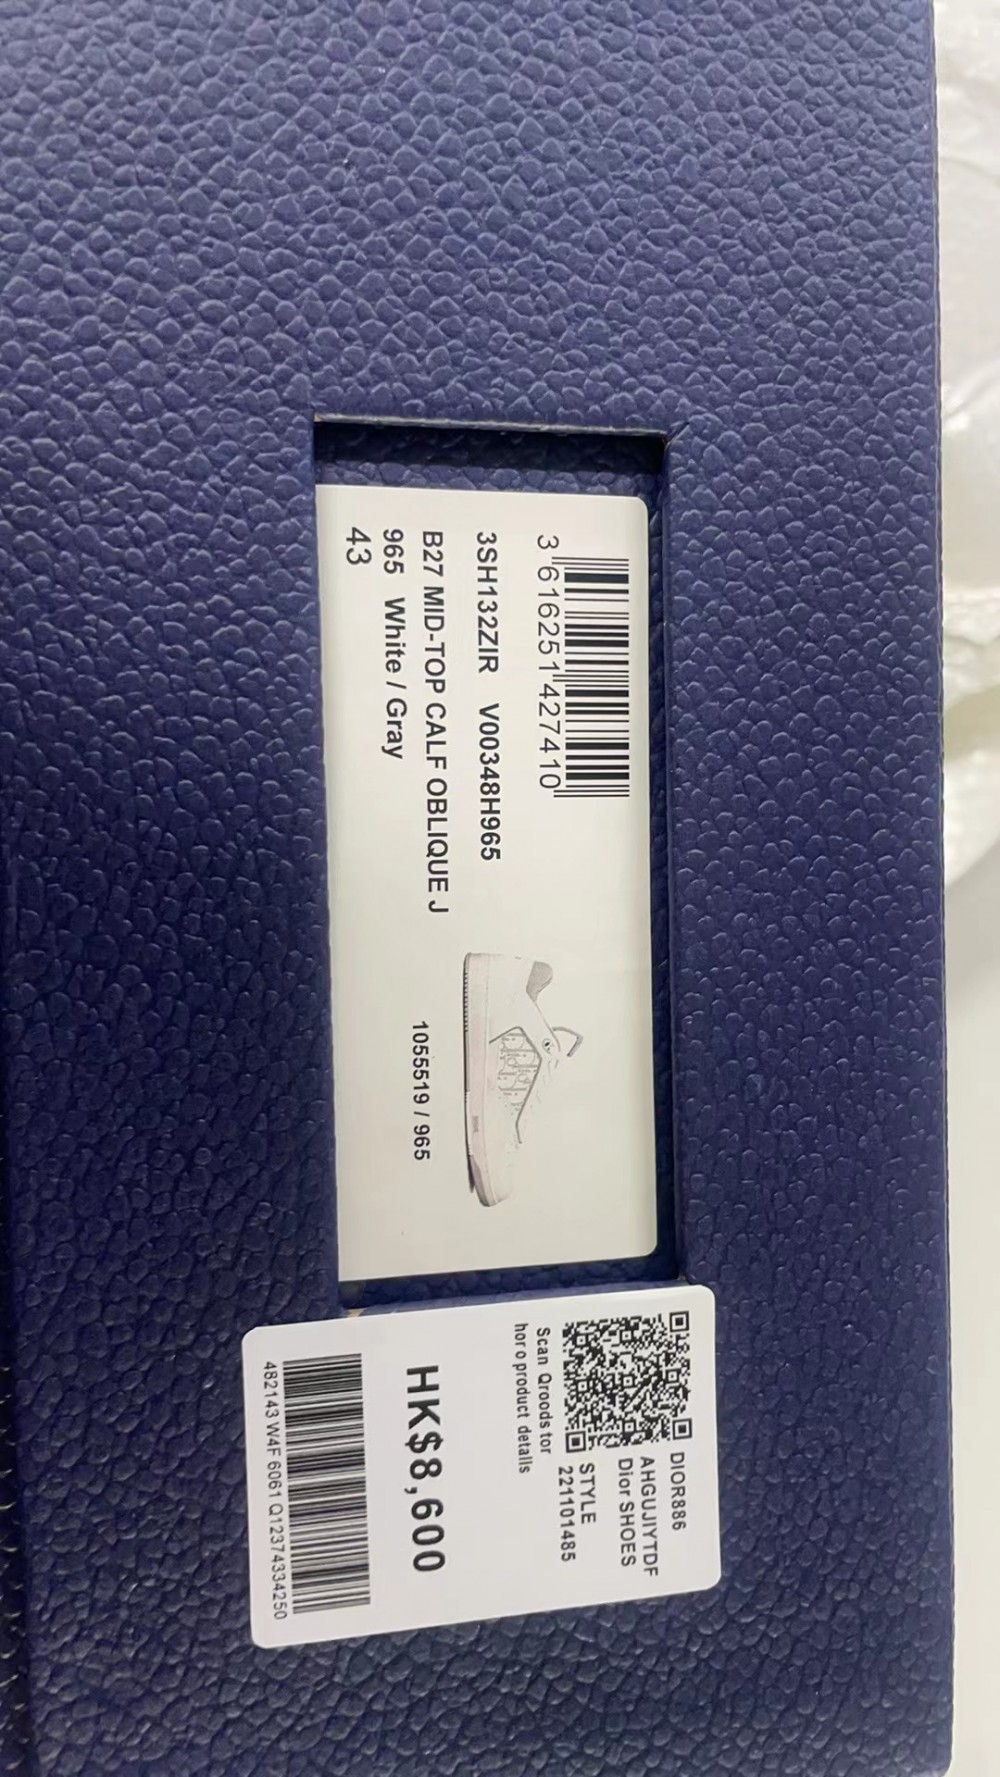 3 616251 427410
3SH132ZIR V00348H965
B27 MID-TOP CALF OBLIQUE J
965 White / Gray
43
1055519 / 965
DIOR886
AHGUJIYTDF
Dior SHOES
STYLE
221101485
Scan Qroods tor
hor o product details
HK$8,600
482143 W4F 6061 Q12374334250